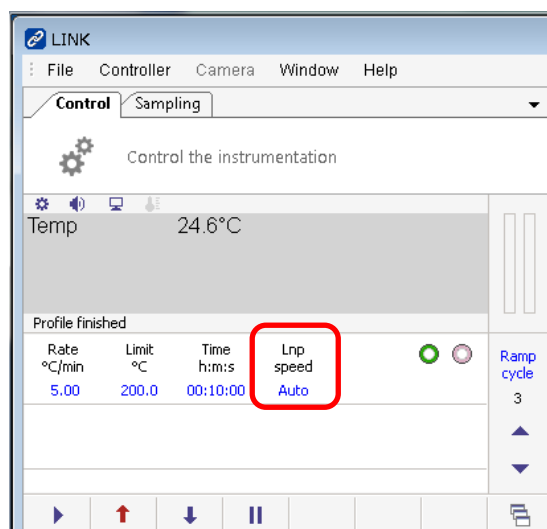 LINK
File Controller Camera Window Help
Control Sampling
Control the instrumentation
Temp 24.6°C
Profile finished
Rate Limit Time Lnp
°C/min °C h:m:s speed
5.00 200.0 00:10:00 Auto
Ramp
cycle
3